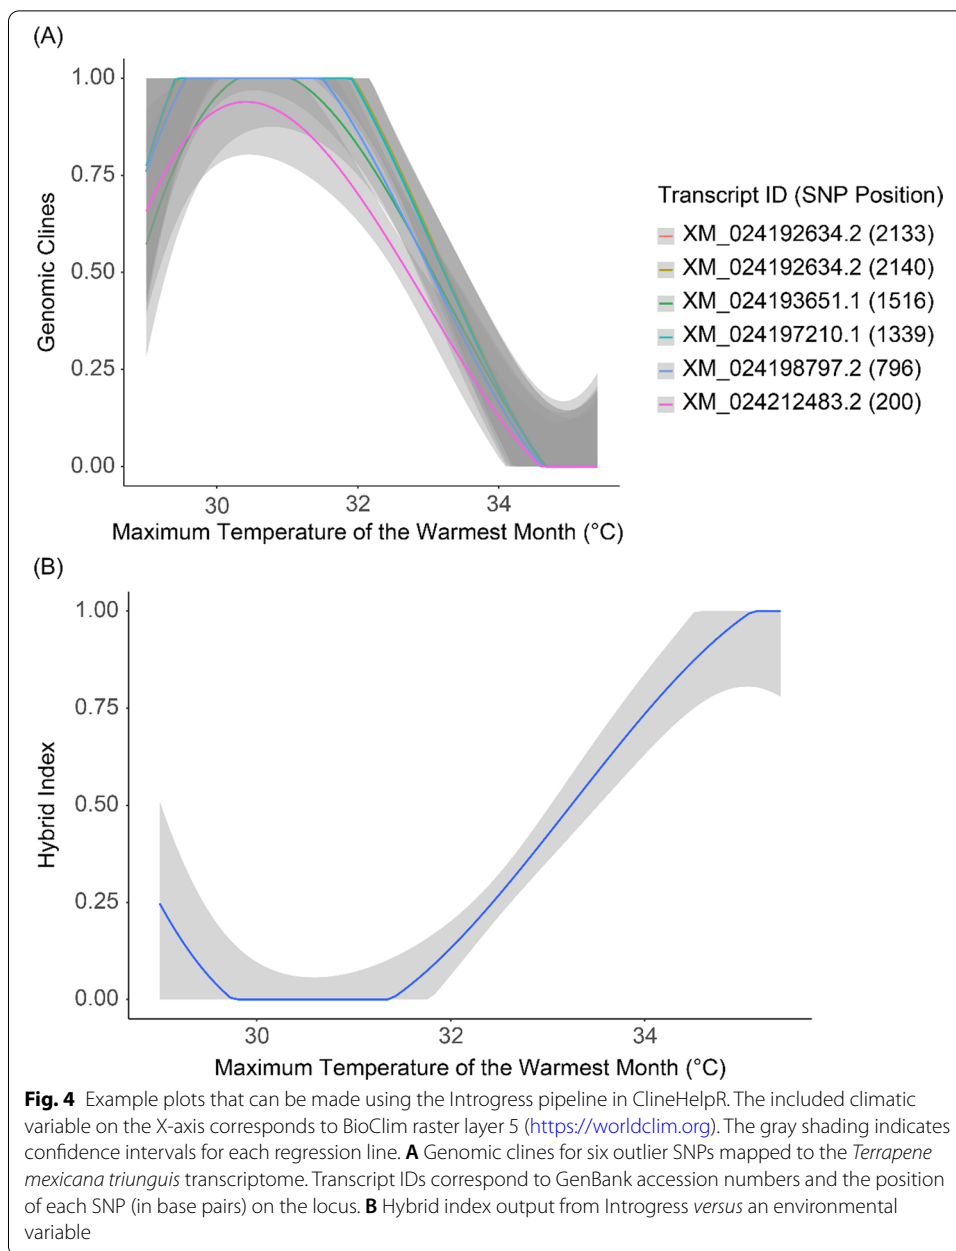 (A)
1.00
0.75
0.50
0.25
0.00
Genomic Clines
30 32 34
Maximum Temperature of the Warmest Month (°C)
Transcript ID (SNP Position)
XM_024192634.2 (2133)
XM_024192634.2 (2140)
XM_024193651.1 (1516)
XM_024197210.1 (1339)
XM_024198797.2 (796)
XM_024212483.2 (200)
(B)
1.00
0.75
0.50
0.25
0.00
Hybrid Index
30 32 34
Maximum Temperature of the Warmest Month (°C)
Fig. 4 Example plots that can be made using the Introgress pipeline in ClineHelpR. The included climatic
variable on the X-axis corresponds to BioClim raster layer 5 (https://worldclim.org). The gray shading indicates
confidence intervals for each regression line. A Genomic clines for six outlier SNPs mapped to the Terrapene
mexicana triunguis transcriptome. Transcript IDs correspond to GenBank accession numbers and the position
of each SNP (in base pairs) on the locus. B Hybrid index output from Introgress versus an environmental
variable